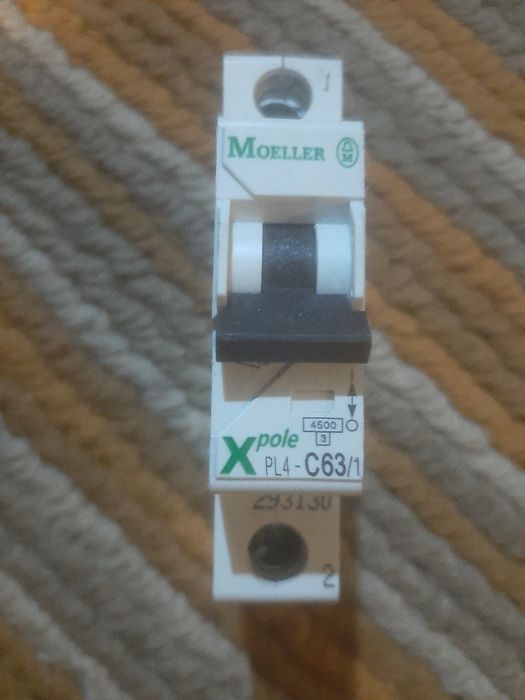 1
MOELLER M
Xpole
4500
3
PL4-C63/1
293130
2